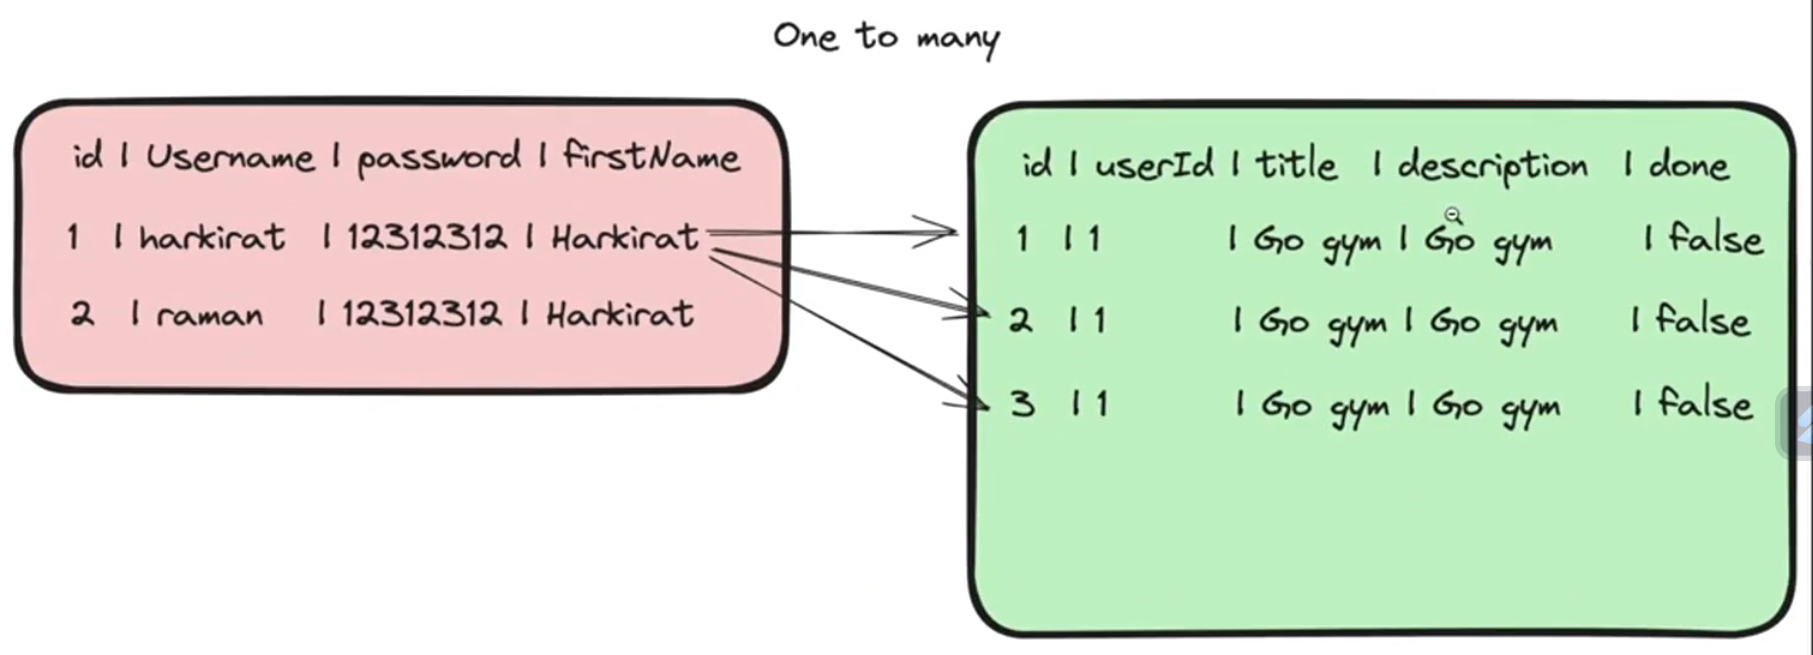 One to many
id | Username | password | firstName
1 | harkirat | 12312312 | Harkirat
2 | raman | 12312312 | Harkirat
id | userId | title | description | done
1 | 1 | Go gym | Go gym | false
2 | 1 | Go gym | Go gym | false
3 | 1 | Go gym | Go gym | false